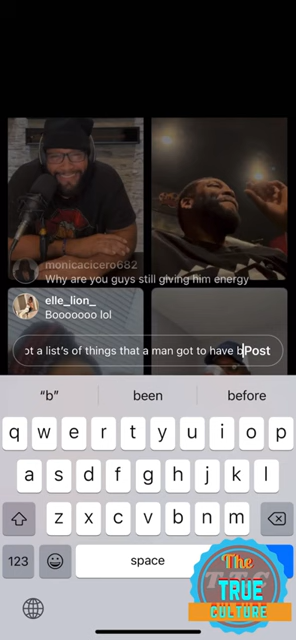 monicacicero682
Why are you guys still giving him energy
elle_lion_
Booooooo lol
ot a list's of things that a man got to have b Post
"b" been before
q w e r t y u i o p
a s d f g h j k l
z x c v b n m
123 space
The
T.T.C
TRUE
CULTURE